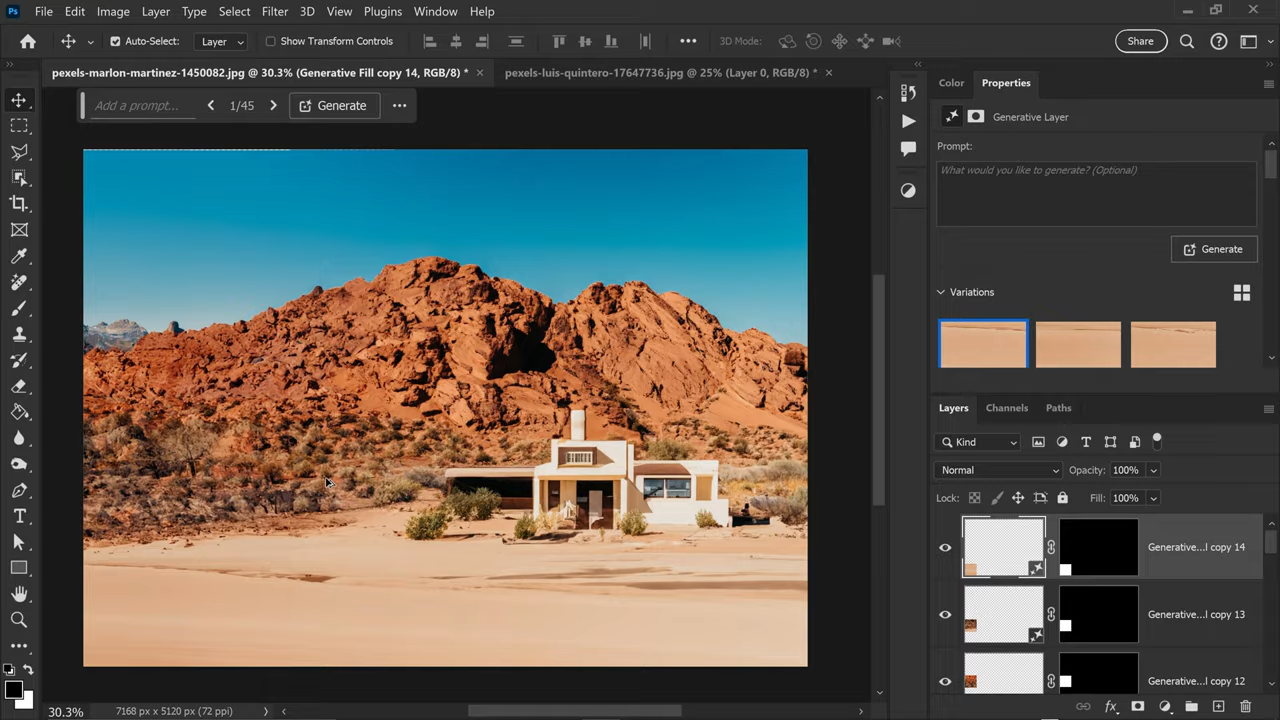 Ps File Edit Image Layer Type Select Filter 3D View Plugins Window Help
Auto-Select: Layer Show Transform Controls 3D Mode: Share
pexels-marlon-martinez-1450082.jpg @ 30.3% (Generative Fill copy 14, RGB/8) * pexels-luis-quintero-17647736.jpg @ 25% (Layer 0, RGB/8) *
Add a prompt... 1/45 Generate
Color Properties
Generative Layer
Prompt:
What would you like to generate? (Optional)
Generate
Variations
Layers Channels Paths
Kind
Normal Opacity: 100%
Lock: Fill: 100%
Generative...l copy 14
Generative...l copy 13
Generative...l copy 12
30.3% 7168 px x 5120 px (72 ppi)